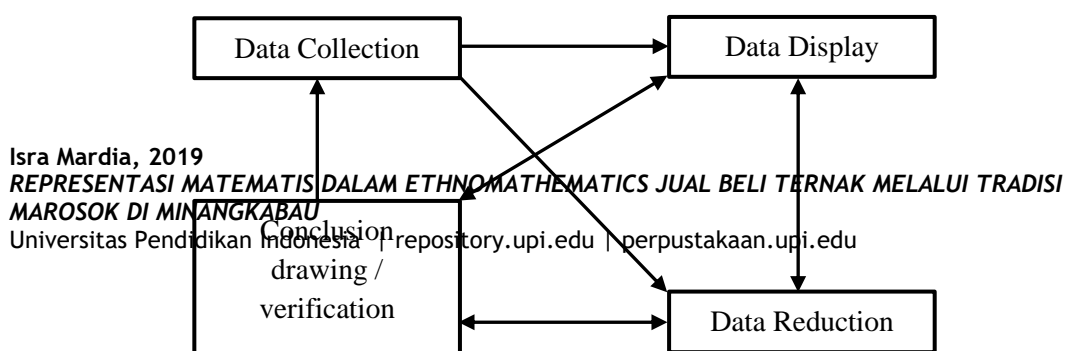 Data Collection
Data Display
Isra Mardia, 2019
REPRESENTASI MATEMATIS DALAM ETHNOMATHEMATICS JUAL BELI TERNAK MELALUI TRADISI
MAROSOK DI MINANGKABAU
Universitas Pendidikan Indonesia | repository.upi.edu | perpustakaan.upi.edu
Conclusion
drawing /
verification
Data Reduction